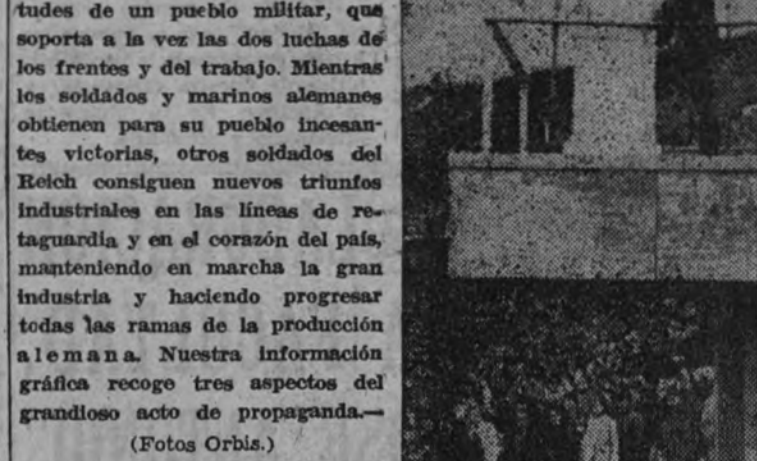 tudes de un pueblo militar, que
soporta a la vez las dos luchas de
los frentes y del trabajo. Mientras
los soldados y marinos alemanes
obtienen para su pueblo incesan-
tes victorias, otros soldados del
Reich consiguen nuevos triunfos
industriales en las líneas de re-
taguardia y en el corazón del país,
manteniendo en marcha la gran
industria y haciendo progresar
todas las ramas de la producción
alemana. Nuestra información
gráfica recoge tres aspectos del
grandioso acto de propaganda.—
(Fotos Orbis.)